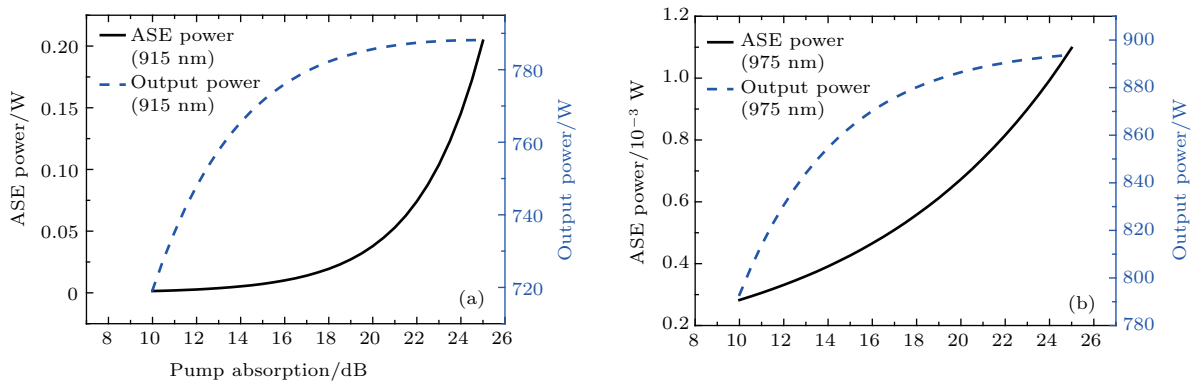 ASE power
(915 nm)
Output power
(915 nm)
0.20
0.15
0.10
0.05
0
ASE power/W
780
760
740
720
Output power/W
(a)
8 10 12 14 16 18 20 22 24 26
Pump absorption/dB
ASE power
(975 nm)
Output power
(975 nm)
1.2
1.0
0.8
0.6
0.4
0.2
ASE power/10⁻³ W
900
880
860
840
820
800
780
Output power/W
(b)
8 10 12 14 16 18 20 22 24 26